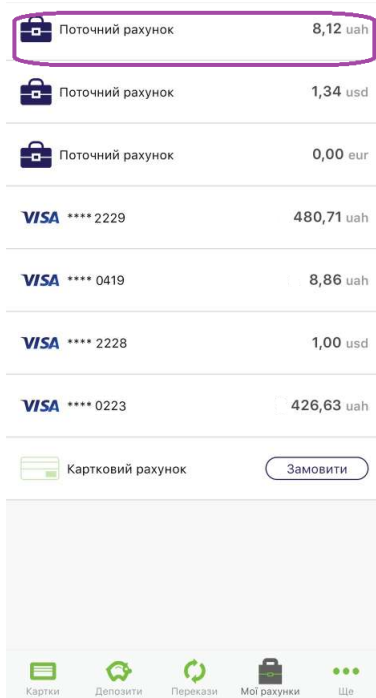 Поточний рахунок 8,12 uah
Поточний рахунок 1,34 usd
Поточний рахунок 0,00 eur
VISA **** 2229 480,71 uah
VISA **** 0419 8,86 uah
VISA **** 2228 1,00 usd
VISA **** 0223 426,63 uah
Картковий рахунок Замовити
Картки Депозити Перекази Мої рахунки Ще